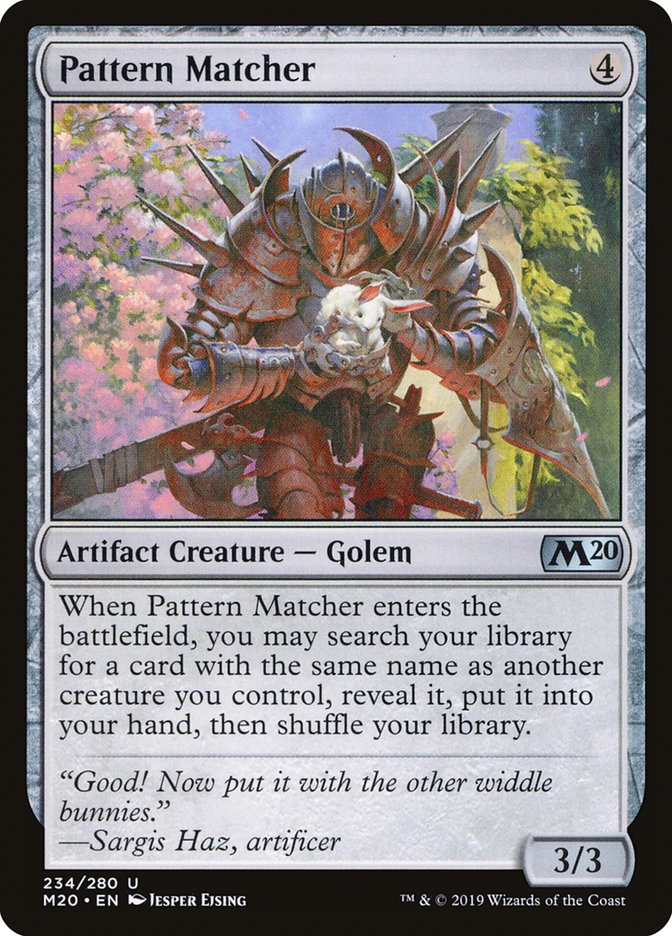 Pattern Matcher 4
Artifact Creature — Golem M20
When Pattern Matcher enters the
battlefield, you may search your library
for a card with the same name as another
creature you control, reveal it, put it into
your hand, then shuffle your library.
“Good! Now put it with the other widdle
bunnies.”
—Sargis Haz, artificer
3/3
234/280 U
M20 • EN Jesper Ejsing ™ & © 2019 Wizards of the Coast